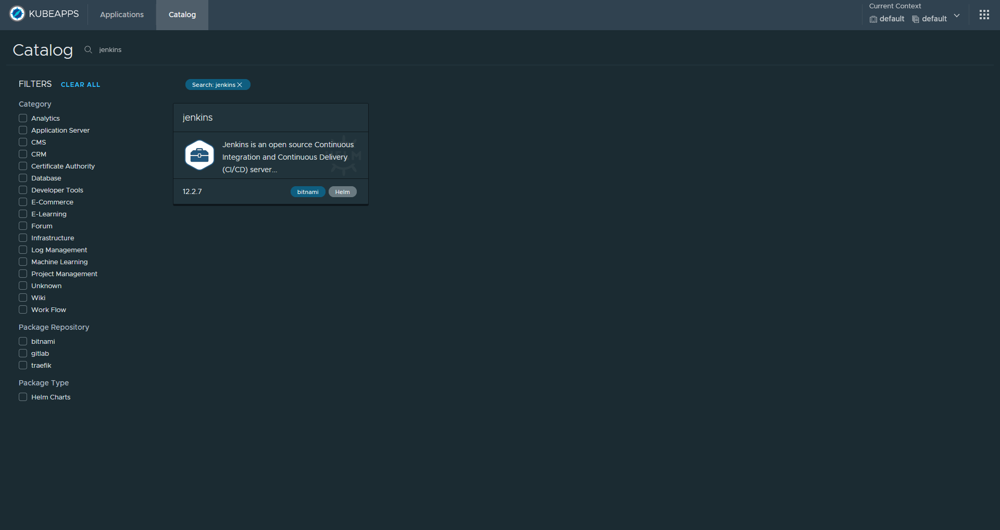 KUBEAPPS
Applications
Catalog
Current Context
default default
Catalog
jenkins
FILTERS CLEAR ALL
Category
Analytics
Application Server
CMS
CRM
Certificate Authority
Database
Developer Tools
E-Commerce
E-Learning
Forum
Infrastructure
Log Management
Machine Learning
Project Management
Unknown
Wiki
Work Flow
Package Repository
bitnami
gitlab
traefik
Package Type
Helm Charts
Search: jenkins
jenkins
Jenkins is an open source Continuous
Integration and Continuous Delivery
(CI/CD) server...
HELM
12.2.7
bitnami Helm